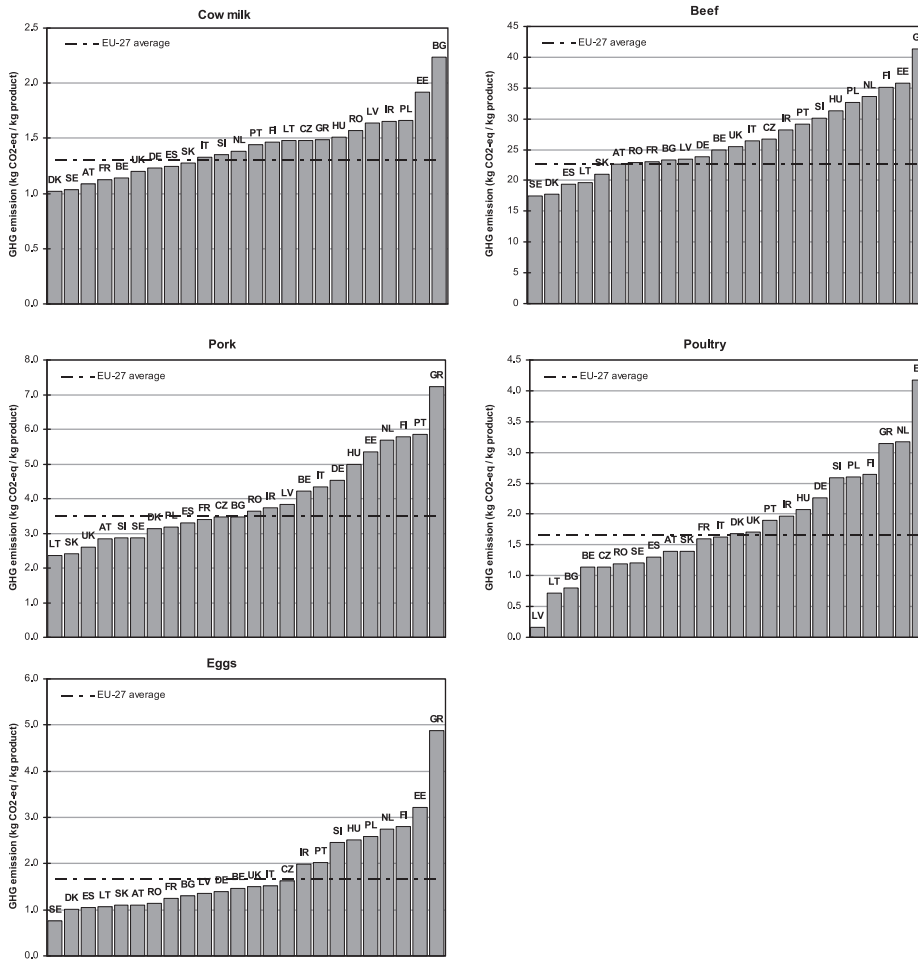 Cow milk
GHG emission (kg CO2-eq / kg product)
2.5
2.0
1.5
1.0
0.5
0.0
EU-27 average
DK SE AT FR BE UK DE ES SK IT SI NL PT FI LT CZ GR HU RO LV IR PL EE BG
Beef
GHG emission (kg CO2-eq / kg product)
45
40
35
30
25
20
15
10
5
0
EU-27 average
SE DK ES LT SK AT RO FR BG LV DE BE UK IT CZ IR PT SI HU PL NL FI EE
Pork
GHG emission (kg CO2-eq / kg product)
8.0
7.0
6.0
5.0
4.0
3.0
2.0
1.0
0.0
EU-27 average
LT SK UK AT SI SE DK PL ES FR CZ BG RO IR LV BE IT DE HU EE NL FI PT GR
Poultry
GHG emission (kg CO2-eq / kg product)
4.5
4.0
3.5
3.0
2.5
2.0
1.5
1.0
0.5
0.0
EU-27 average
LV LT BG BE CZ RO SE ES AT SK FR IT DK UK PT IR HU DE SI PL FI GR NL
Eggs
GHG emission (kg CO2-eq / kg product)
6.0
5.0
4.0
3.0
2.0
1.0
0.0
EU-27 average
SE DK ES LT SK AT RO FR BG LV DE BE UK IT CZ IR PT SI HU PL NL FI EE GR